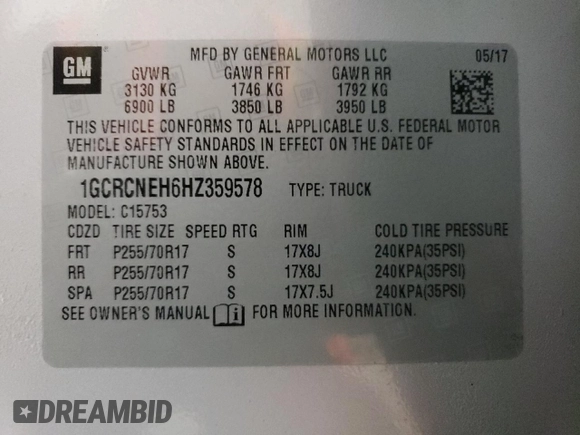 GM
MFD BY GENERAL MOTORS LLC 05/17
GVWR GAWR FRT GAWR RR
3130 KG 1746 KG 1792 KG
6900 LB 3850 LB 3950 LB
THIS VEHICLE CONFORMS TO ALL APPLICABLE U.S. FEDERAL MOTOR
VEHICLE SAFETY STANDARDS IN EFFECT ON THE DATE OF
MANUFACTURE SHOWN ABOVE.
1GCRCNEH6HZ359578 TYPE: TRUCK
MODEL: C15753
CDZD TIRE SIZE SPEED RTG RIM COLD TIRE PRESSURE
FRT P255/70R17 S 17X8J 240KPA(35PSI)
RR P255/70R17 S 17X8J 240KPA(35PSI)
SPA P255/70R17 S 17X7.5J 240KPA(35PSI)
SEE OWNER'S MANUAL i FOR MORE INFORMATION.
DREAMBID